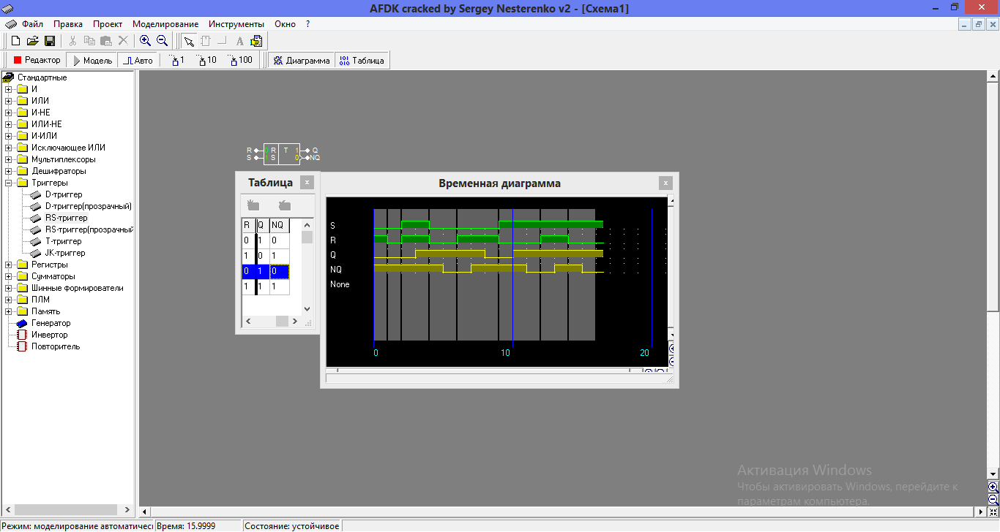 AFDK cracked by Sergey Nesterenko v2 - [Схема1]
Файл Правка Проект Моделирование Инструменты Окно ?
Редактор Модель Авто 1 10 100 Диаграмма Таблица
Стандартные
И
ИЛИ
И-НЕ
ИЛИ-НЕ
И-ИЛИ
Исключающее ИЛИ
Мультиплексоры
Дешифраторы
Триггеры
D-триггер
D-триггер(прозрачный)
RS-триггер
RS-триггер(прозрачный
T-триггер
JK-триггер
Регистры
Сумматоры
Шинные формирователи
ПЛМ
Память
Генератор
Инвертор
Повторитель
R 0 R T 1 Q
S 1 S 0 NQ
Таблица
R Q NQ
0 1 0
1 0 1
0 1 0
1 1 1
Временная диаграмма
S
R
Q
NQ
None
0 10 20
Активация Windows
Чтобы активировать Windows, перейдите к
параметрам компьютера.
Режим: моделирование автоматичес Время: 15.9999 Состояние: устойчивое